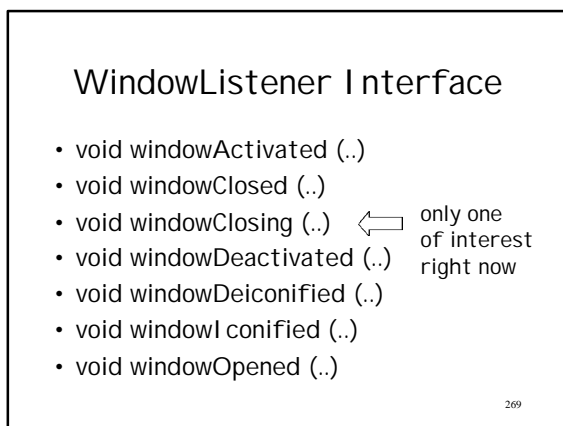 WindowListener Interface
• void windowActivated (..)
• void windowClosed (..)
• void windowClosing (..)
only one
of interest
right now
• void windowDeactivated (..)
• void windowDeiconified (..)
• void windowIconified (..)
• void windowOpened (..)
269